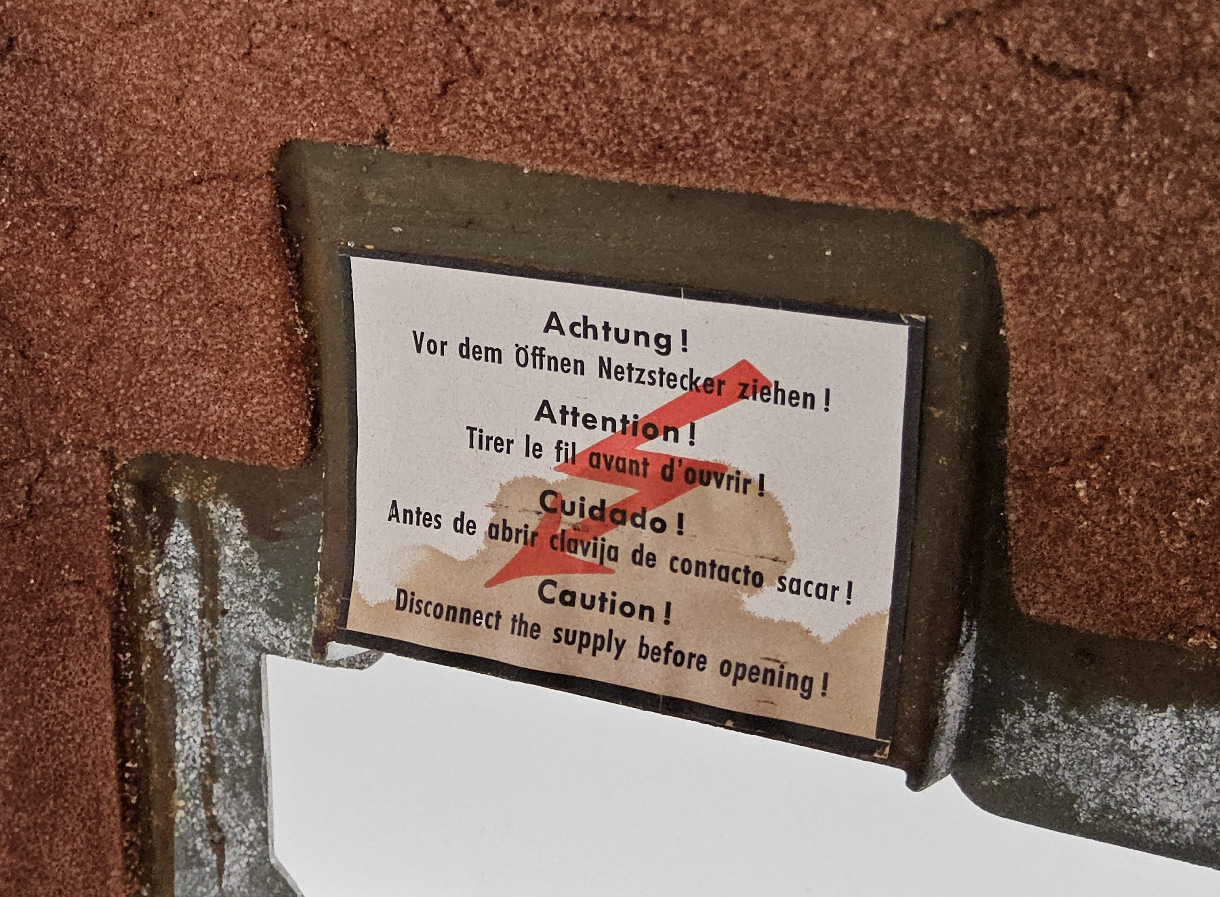 Achtung!
Vor dem Öffnen Netzstecker ziehen!
Attention!
Tirer le fil avant d'ouvrir!
Cuidado!
Antes de abrir clavija de contacto sacar!
Caution!
Disconnect the supply before opening!